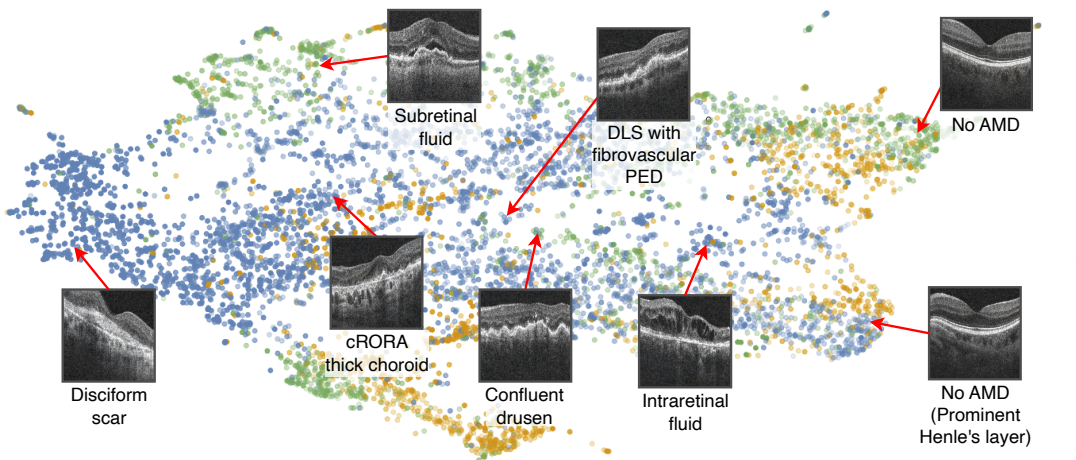 Subretinal
fluid
DLS with
fibrovascular
PED
No AMD
Disciform
scar
cRORA
thick choroid
Confluent
drusen
Intraretinal
fluid
No AMD
(Prominent
Henle's layer)